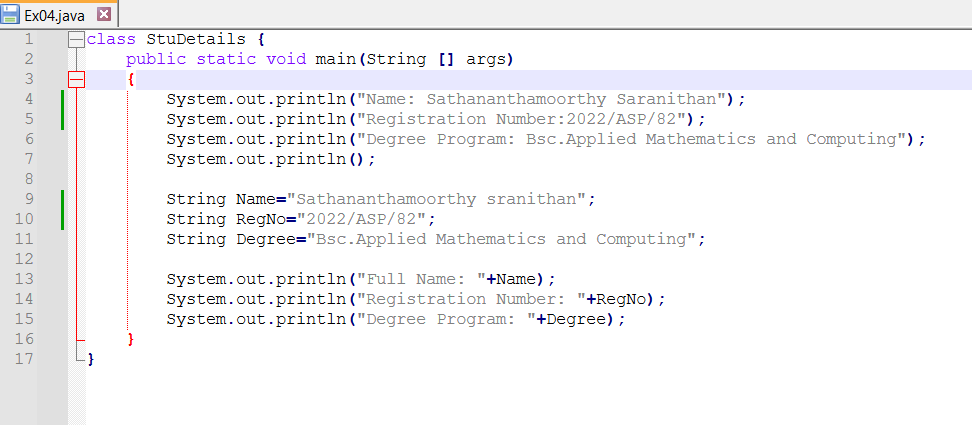 Ex04.java
1 class StuDetails {
2 public static void main(String [] args)
3 {
4 System.out.println("Name: Sathananthamoorthy Saranithan");
5 System.out.println("Registration Number:2022/ASP/82");
6 System.out.println("Degree Program: Bsc.Applied Mathematics and Computing");
7 System.out.println();
8
9 String Name="Sathananthamoorthy sranithan";
10 String RegNo="2022/ASP/82";
11 String Degree="Bsc.Applied Mathematics and Computing";
12
13 System.out.println("Full Name: "+Name);
14 System.out.println("Registration Number: "+RegNo);
15 System.out.println("Degree Program: "+Degree);
16 }
17 }